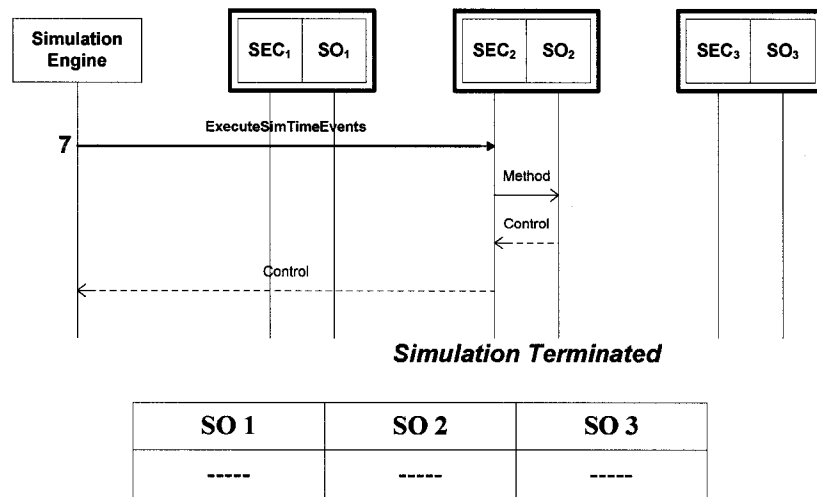 Simulation
Engine
SEC₁ SO₁
SEC₂ SO₂
SEC₃ SO₃
ExecuteSimTimeEvents
7
Method
Control
Control
Simulation Terminated
SO 1 SO 2 SO 3
----- ----- -----